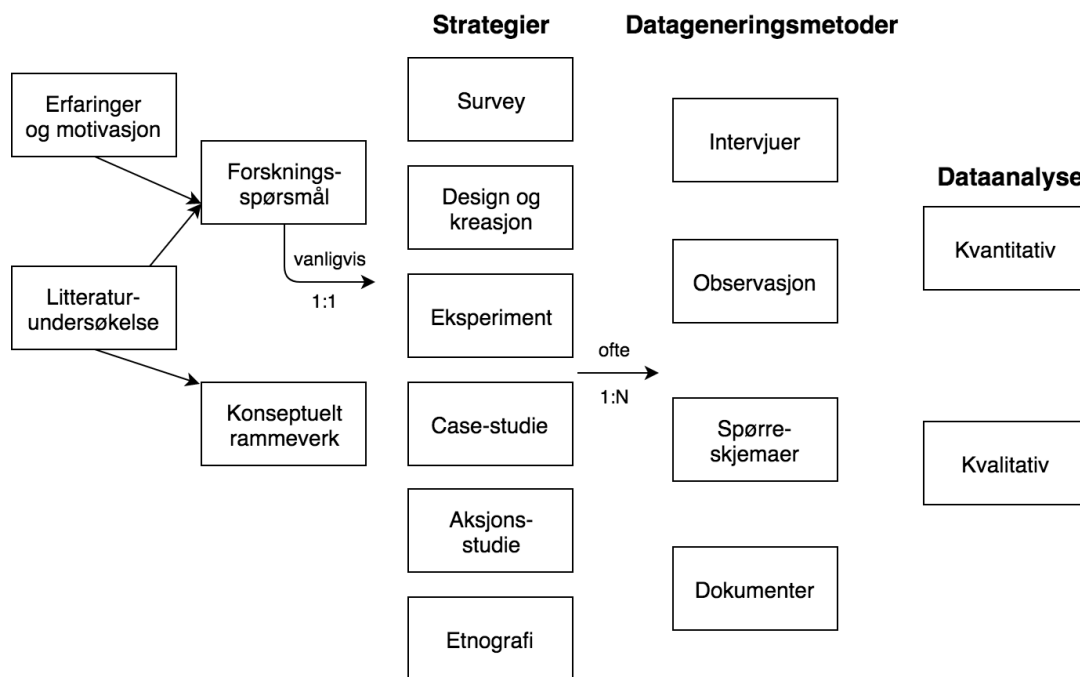 Strategier
Datageneringsmetoder
Erfaringer
og motivasjon
Forsknings-
spørsmål
vanligvis
1:1
Litteratur-
undersøkelse
Konseptuelt
rammeverk
Survey
Design og
kreasjon
Eksperiment
Case-studie
Aksjons-
studie
Etnografi
ofte
1:N
Intervjuer
Observasjon
Spørre-
skjemaer
Dokumenter
Dataanalyse
Kvantitativ
Kvalitativ